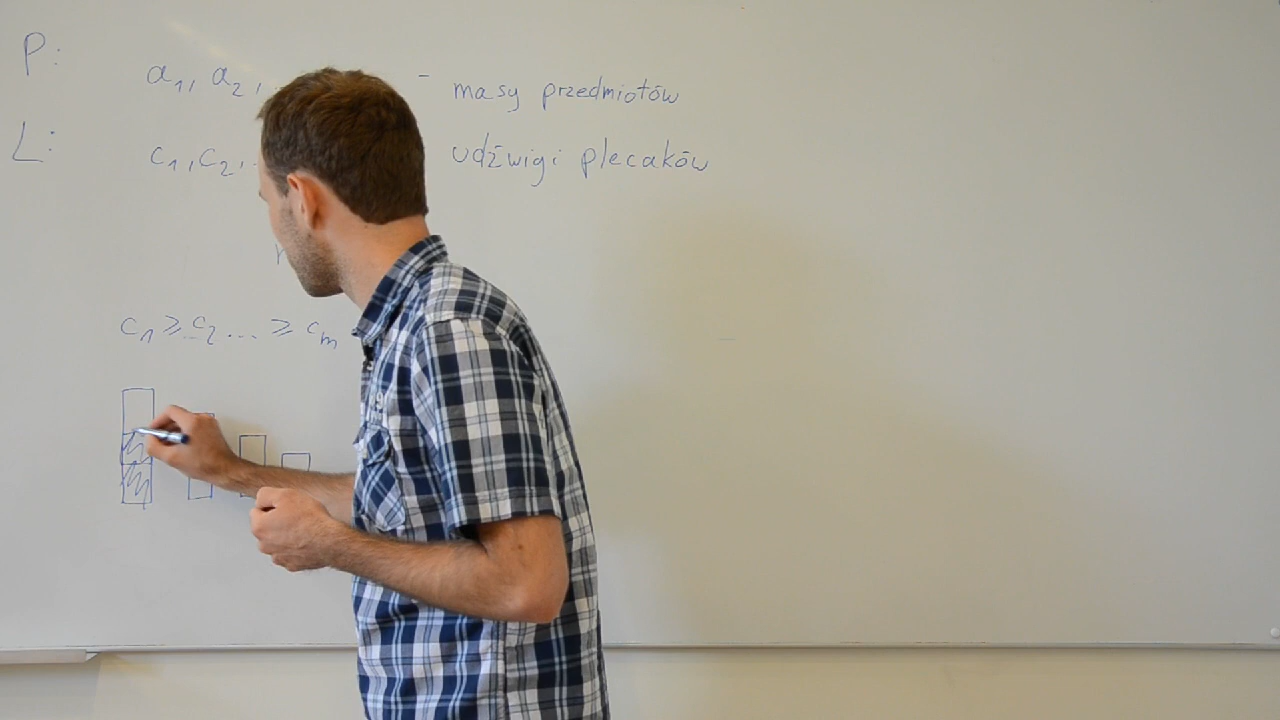 P: a₁, a₂, - masy przedmiotów
L: c₁, c₂, udźwigi plecaków
c₁ ≥ c₂ ... ≥ cₘ